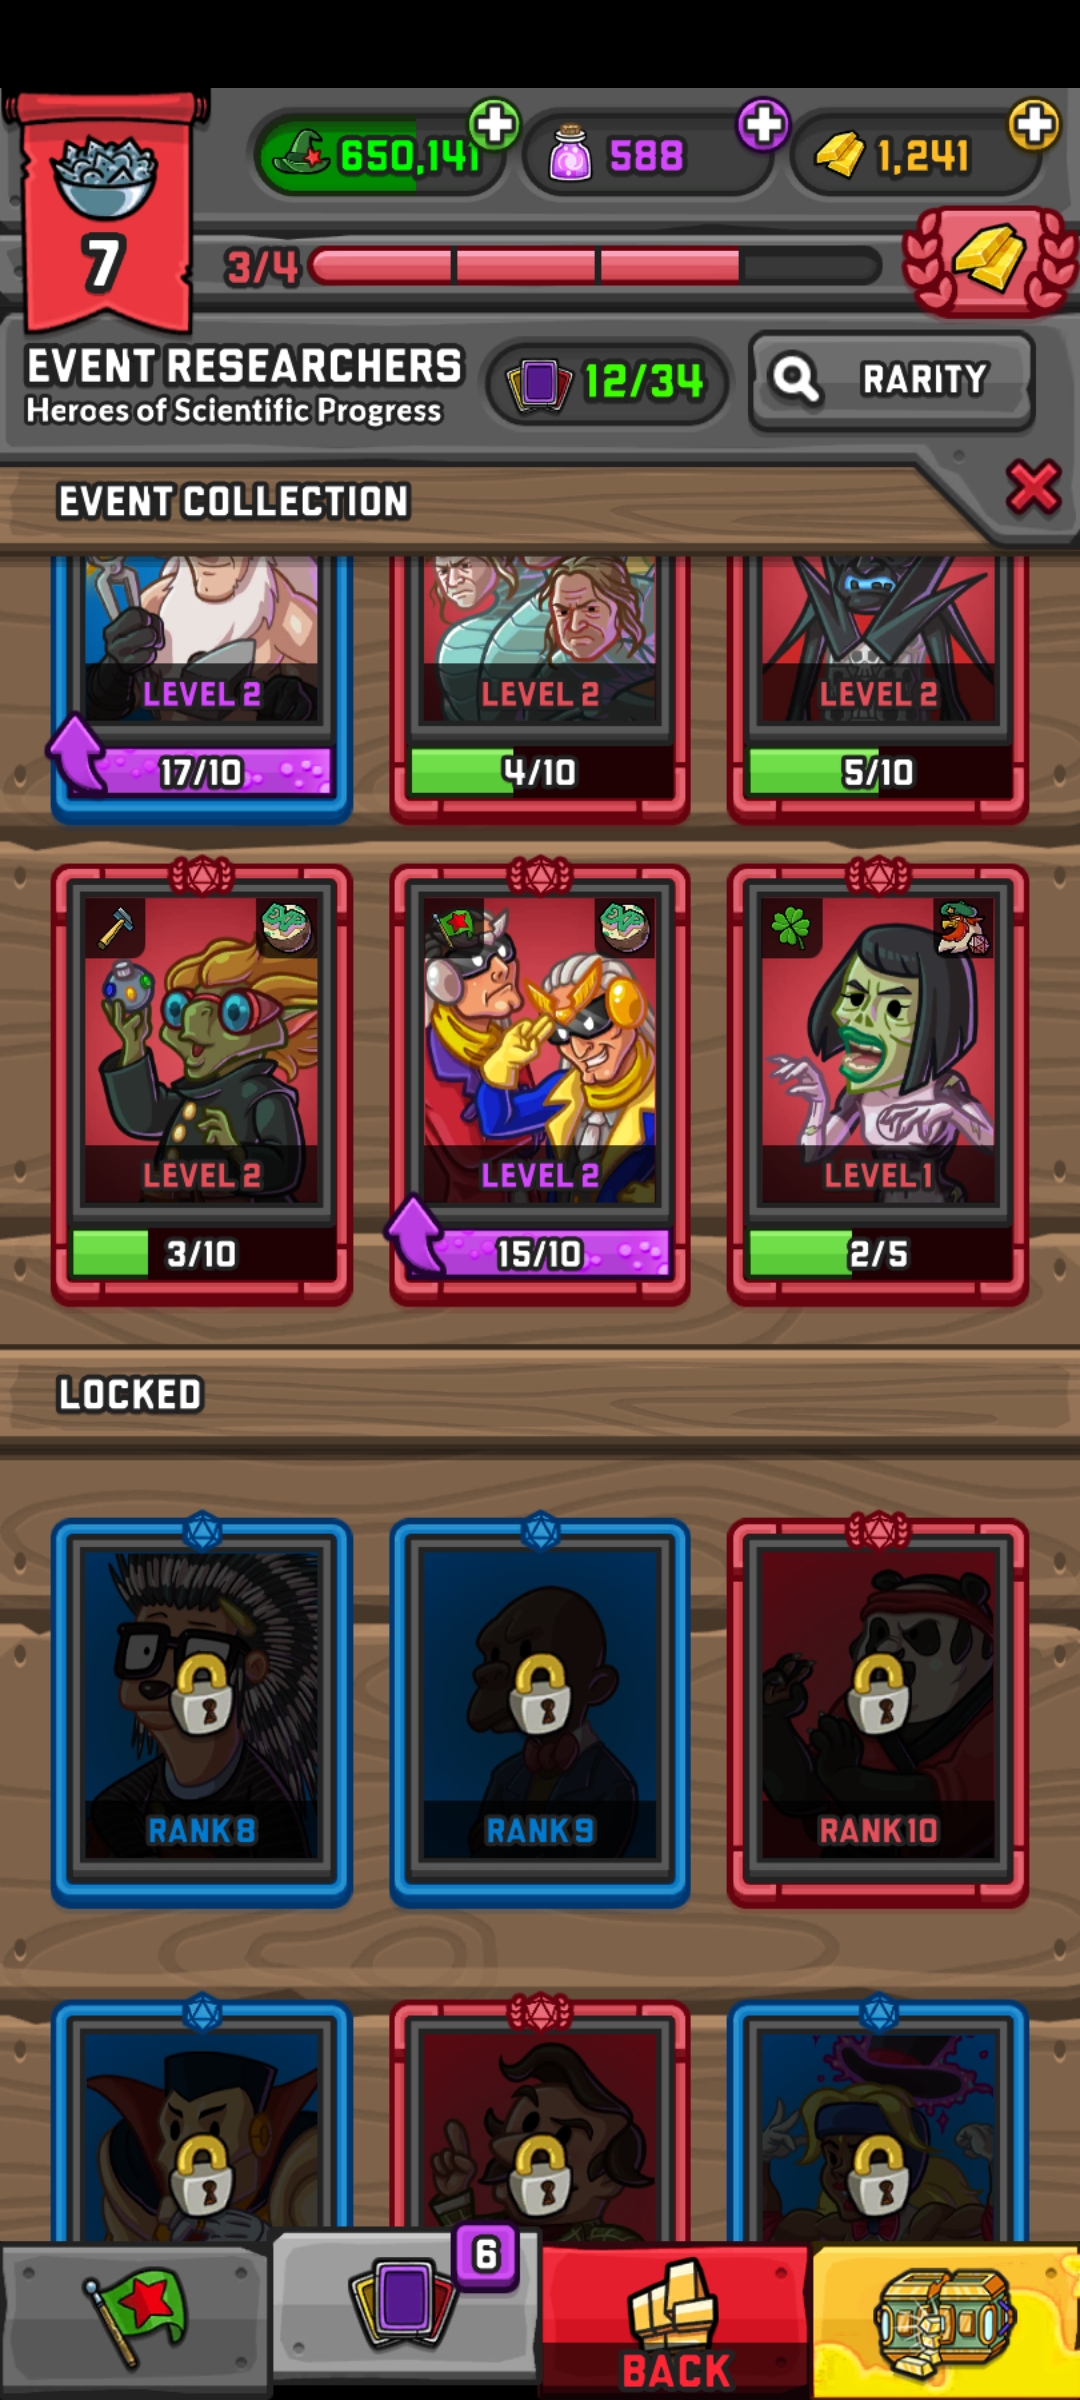 650,141
588
1,241
7
3/4
EVENT RESEARCHERS
Heroes of Scientific Progress
12/34
RARITY
EVENT COLLECTION
LEVEL 2
LEVEL 2
LEVEL 2
17/10
4/10
5/10
LEVEL 2
LEVEL 2
LEVEL 1
3/10
15/10
2/5
LOCKED
RANK 8
RANK 9
RANK 10
6
BACK